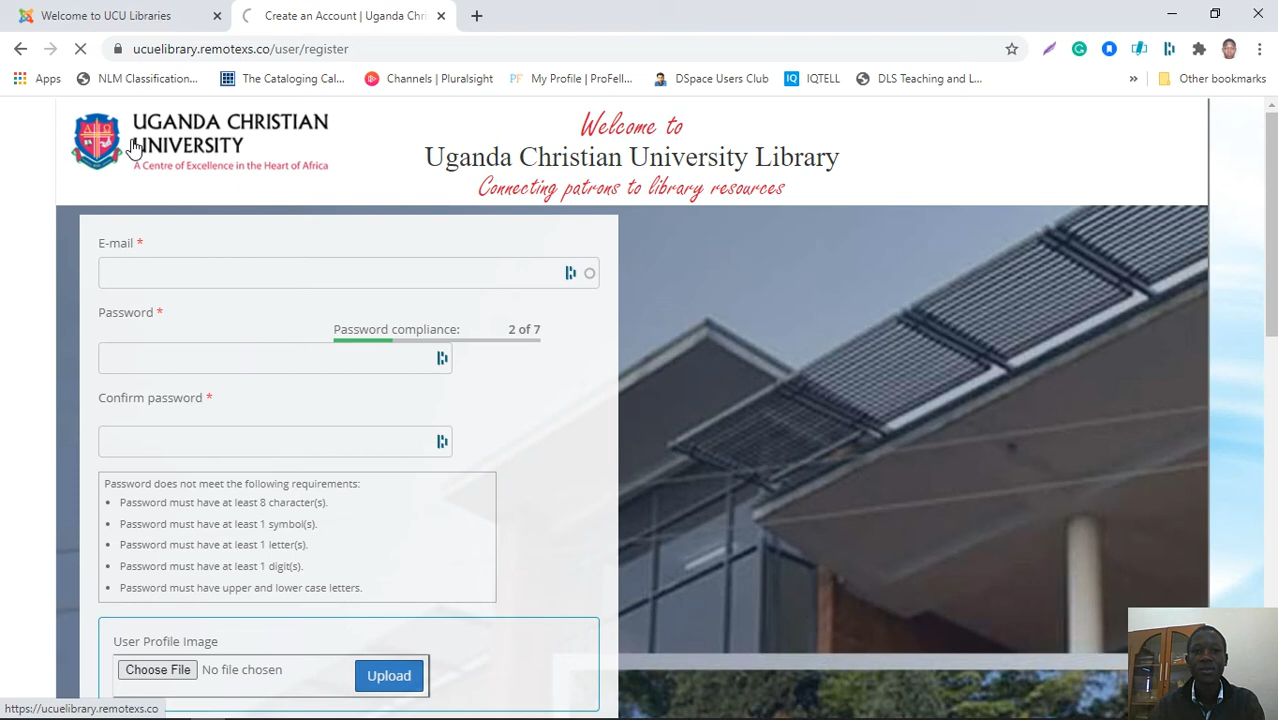 Welcome to UCU Libraries
Create an Account | Uganda Chri
ucuelibrary.remotexs.co/user/register
Apps
NLM Classification...
The Cataloging Cal...
Channels | Pluralsight
PF My Profile | ProFell...
DSpace Users Club
IQ IQTELL
DLS Teaching and L...
»
Other bookmarks
UGANDA CHRISTIAN
UNIVERSITY
A Centre of Excellence in the Heart of Africa
Welcome to
Uganda Christian University Library
Connecting patrons to library resources
E-mail *
Password *
Password compliance: 2 of 7
Confirm password *
Password does not meet the following requirements:
• Password must have at least 8 character(s).
• Password must have at least 1 symbol(s).
• Password must have at least 1 letter(s).
• Password must have at least 1 digit(s).
• Password must have upper and lower case letters.
User Profile Image
Choose File No file chosen
Upload
https://ucuelibrary.remotexs.co